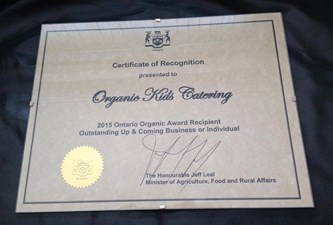 Certificate of Recognition
presented to
Organic Kids Catering
2015 Ontario Organic Award Recipient
Outstanding Up & Coming Business or Individual
The Honourable Jeff Leal
Minister of Agriculture, Food and Rural Affairs